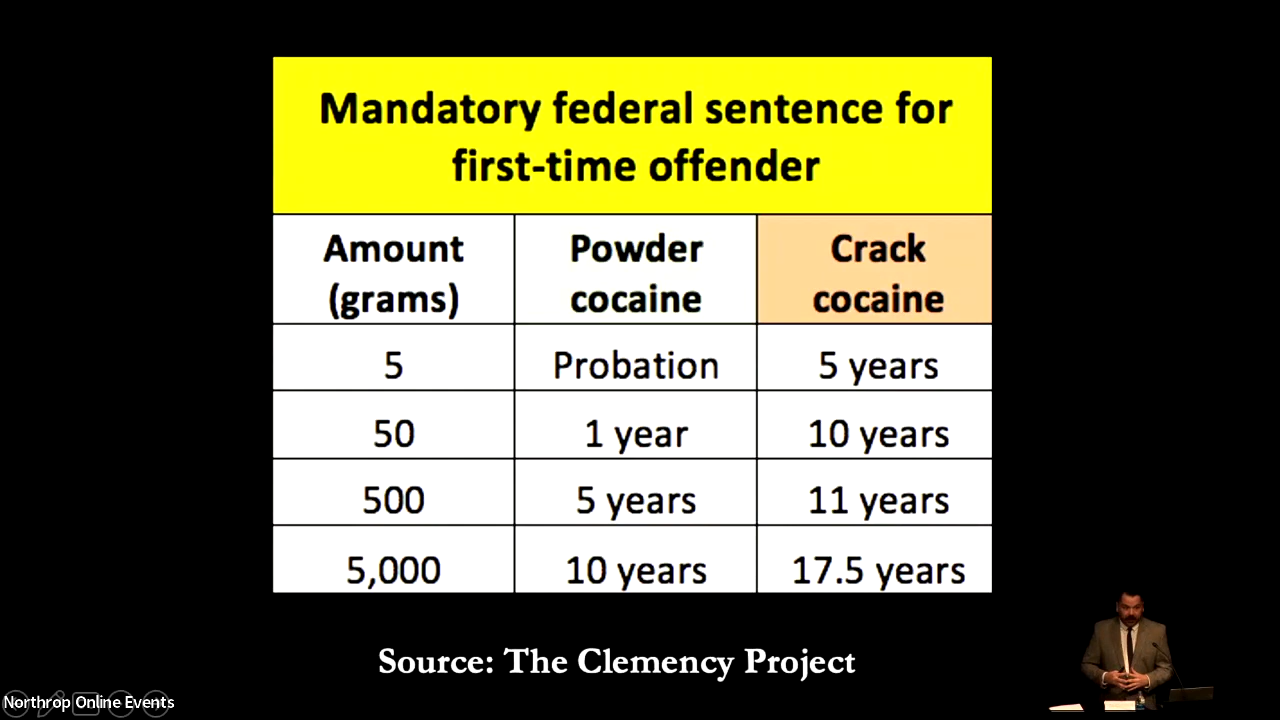 Mandatory federal sentence for
first-time offender
Amount
(grams)
Powder
cocaine
Crack
cocaine
5 Probation 5 years
50 1 year 10 years
500 5 years 11 years
5,000 10 years 17.5 years
Source: The Clemency Project
Northrop Online Events